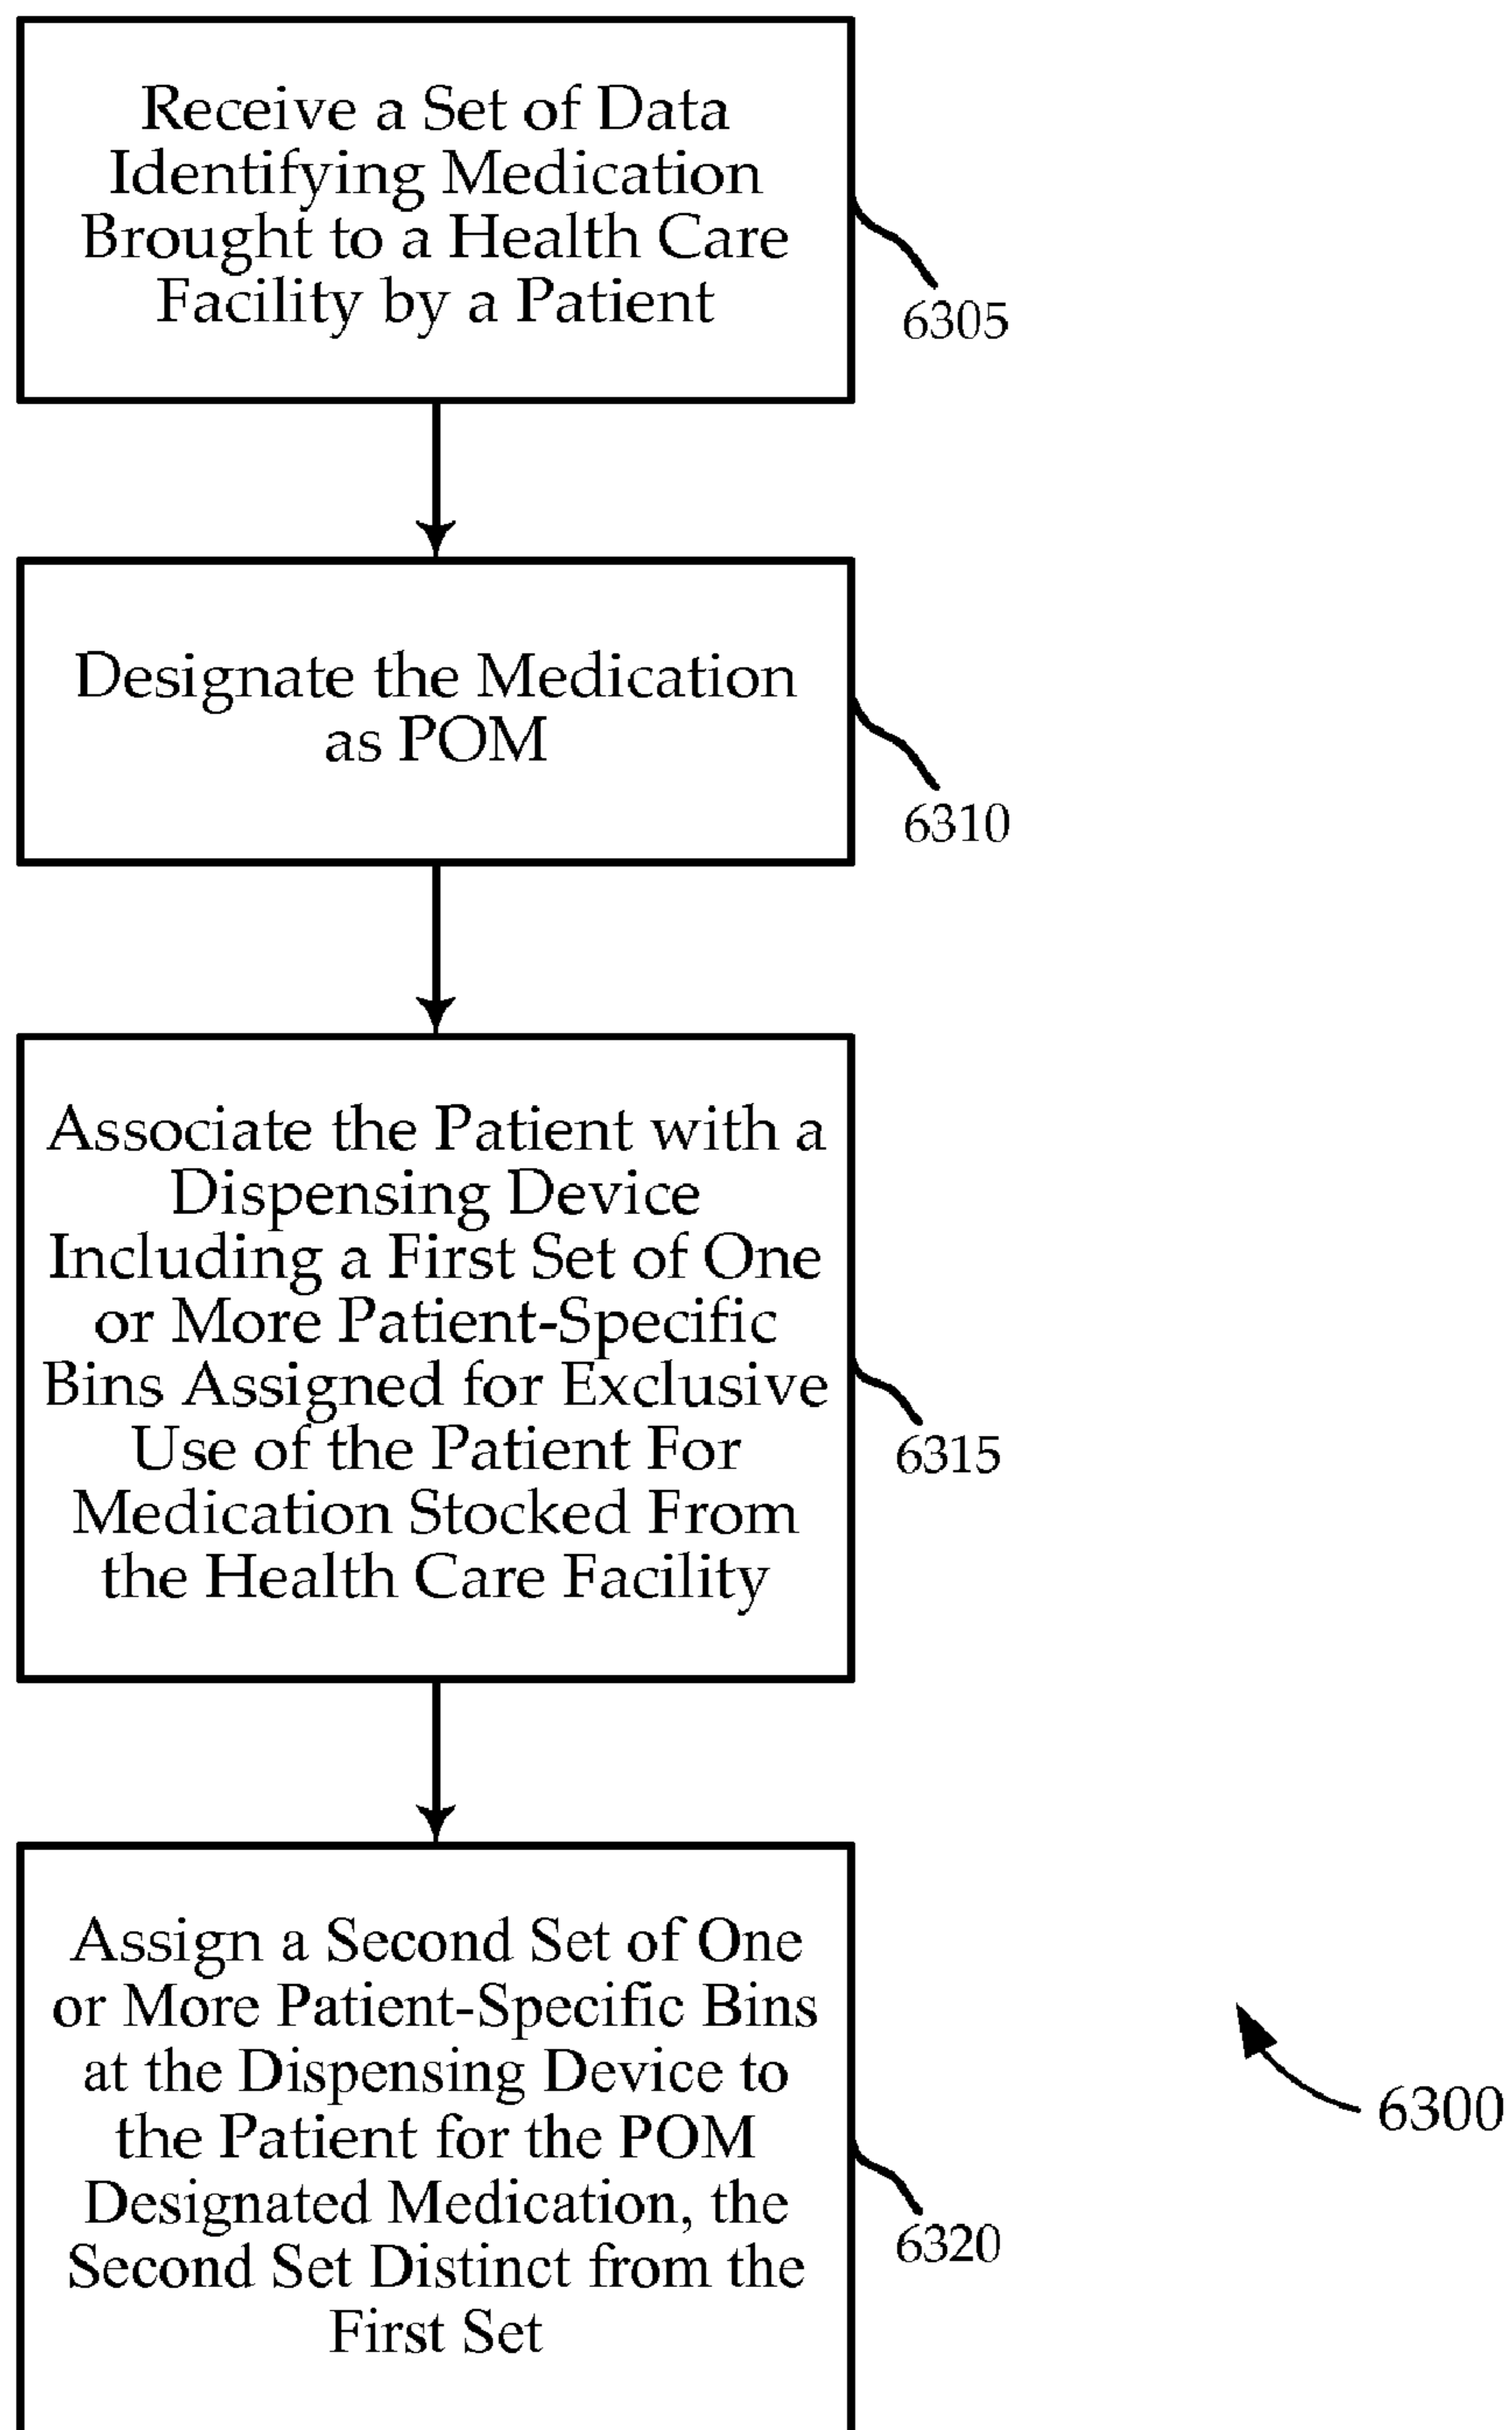 Receive a Set of Data
Identifying Medication
Brought to a Health Care
Facility by a Patient
6305
Designate the Medication
as POM
6310
Associate the Patient with a
Dispensing Device
Including a First Set of One
or More Patient-Specific
Bins Assigned for Exclusive
Use of the Patient For
Medication Stocked From
the Health Care Facility
6315
Assign a Second Set of One
or More Patient-Specific Bins
at the Dispensing Device to
the Patient for the POM
Designated Medication, the
Second Set Distinct from the
First Set
6320
6300